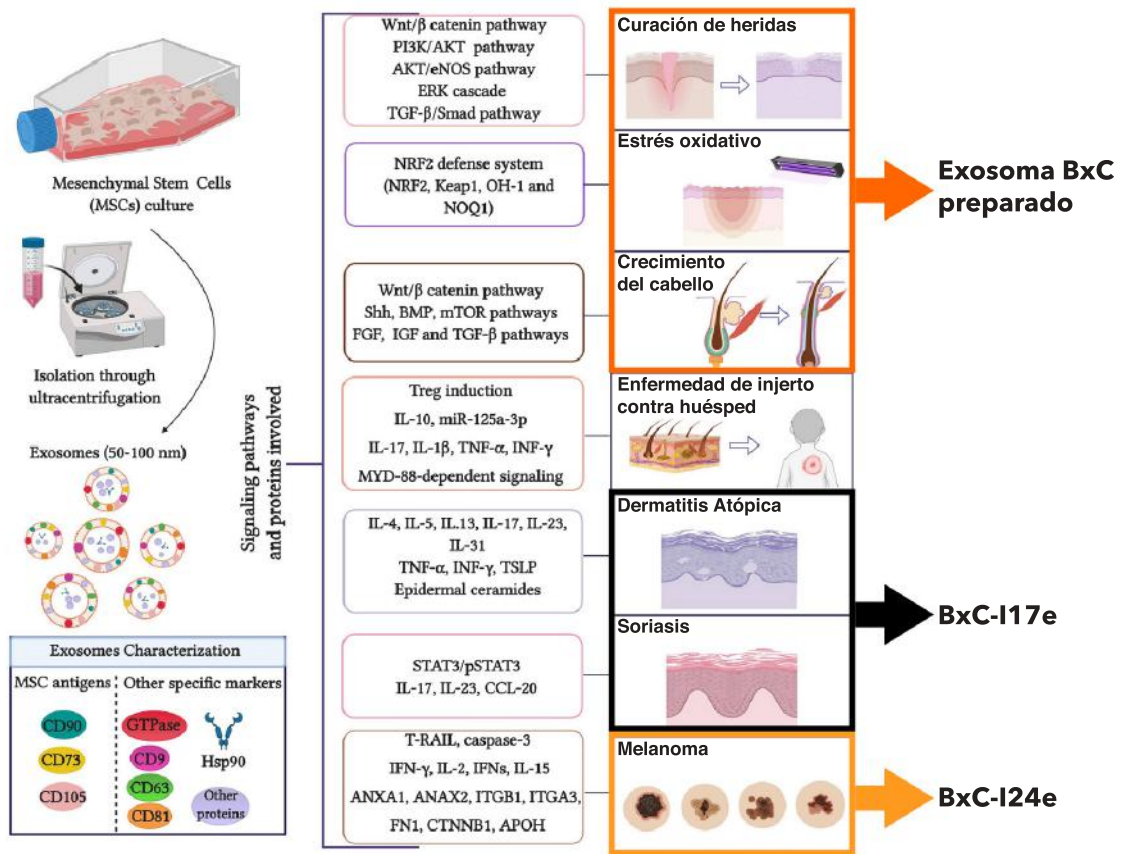 Mesenchymal Stem Cells
(MSCs) culture
Isolation through
ultracentrifugation
Exosomes (50-100 nm)
Exosomes Characterization
MSC antigens
Other specific markers
CD90
CD73
CD105
GTPase
CD9
CD63
CD81
Hsp90
Other
proteins
Signaling pathways
and proteins involved
Wnt/β catenin pathway
PI3K/AKT pathway
AKT/eNOS pathway
ERK cascade
TGF-β/Smad pathway
Curación de heridas
NRF2 defense system
(NRF2, Keap1, OH-1 and
NOQ1)
Estrés oxidativo
Wnt/β catenin pathway
Shh, BMP, mTOR pathways
FGF, IGF and TGF-β pathways
Crecimiento
del cabello
Exosoma BxC
preparado
Treg induction
IL-10, miR-125a-3p
IL-17, IL-1β, TNF-α, INF-γ
MYD-88-dependent signaling
Enfermedad de injerto
contra huésped
IL-4, IL-5, IL.13, IL-17, IL-23,
IL-31
TNF-α, INF-γ, TSLP
Epidermal ceramides
Dermatitis Atópica
STAT3/pSTAT3
IL-17, IL-23, CCL-20
Soriasis
BxC-I17e
T-RAIL, caspase-3
IFN-γ, IL-2, IFNs, IL-15
ANXA1, ANAX2, ITGB1, ITGA3,
FN1, CTNNB1, APOH
Melanoma
BxC-I24e